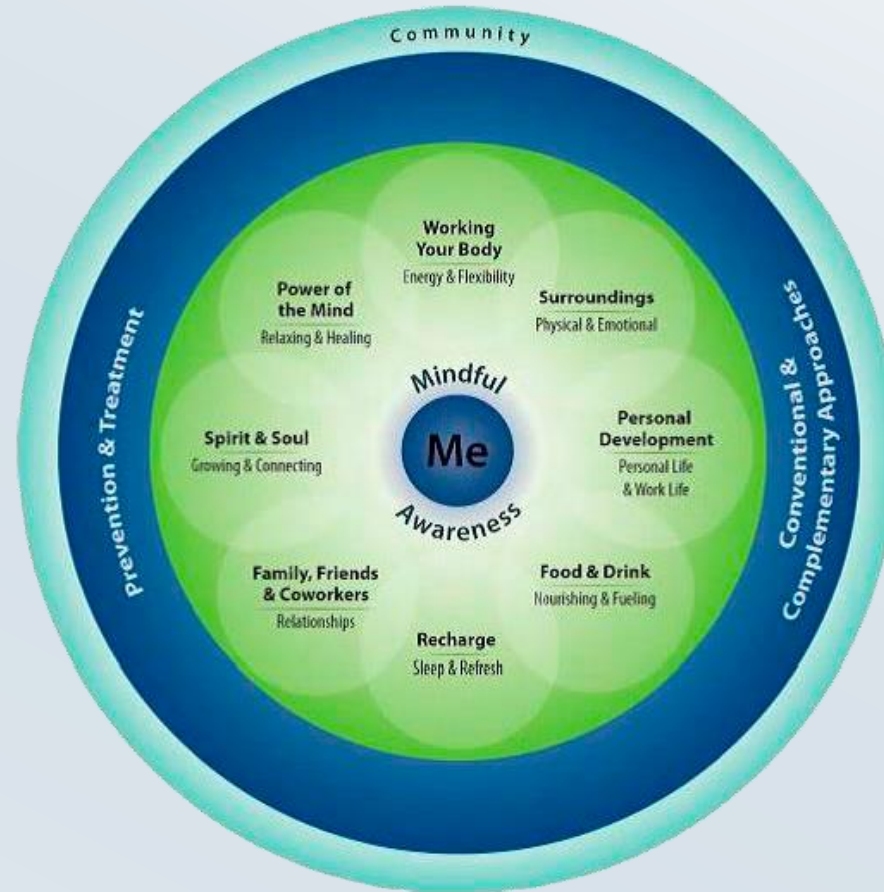 Community
Prevention & Treatment
Conventional &
Complementary Approaches
Working
Your Body
Energy & Flexibility
Surroundings
Physical & Emotional
Personal
Development
Personal Life
& Work Life
Food & Drink
Nourishing & Fueling
Recharge
Sleep & Refresh
Family, Friends
& Coworkers
Relationships
Spirit & Soul
Growing & Connecting
Power of
the Mind
Relaxing & Healing
Mindful
Me
Awareness